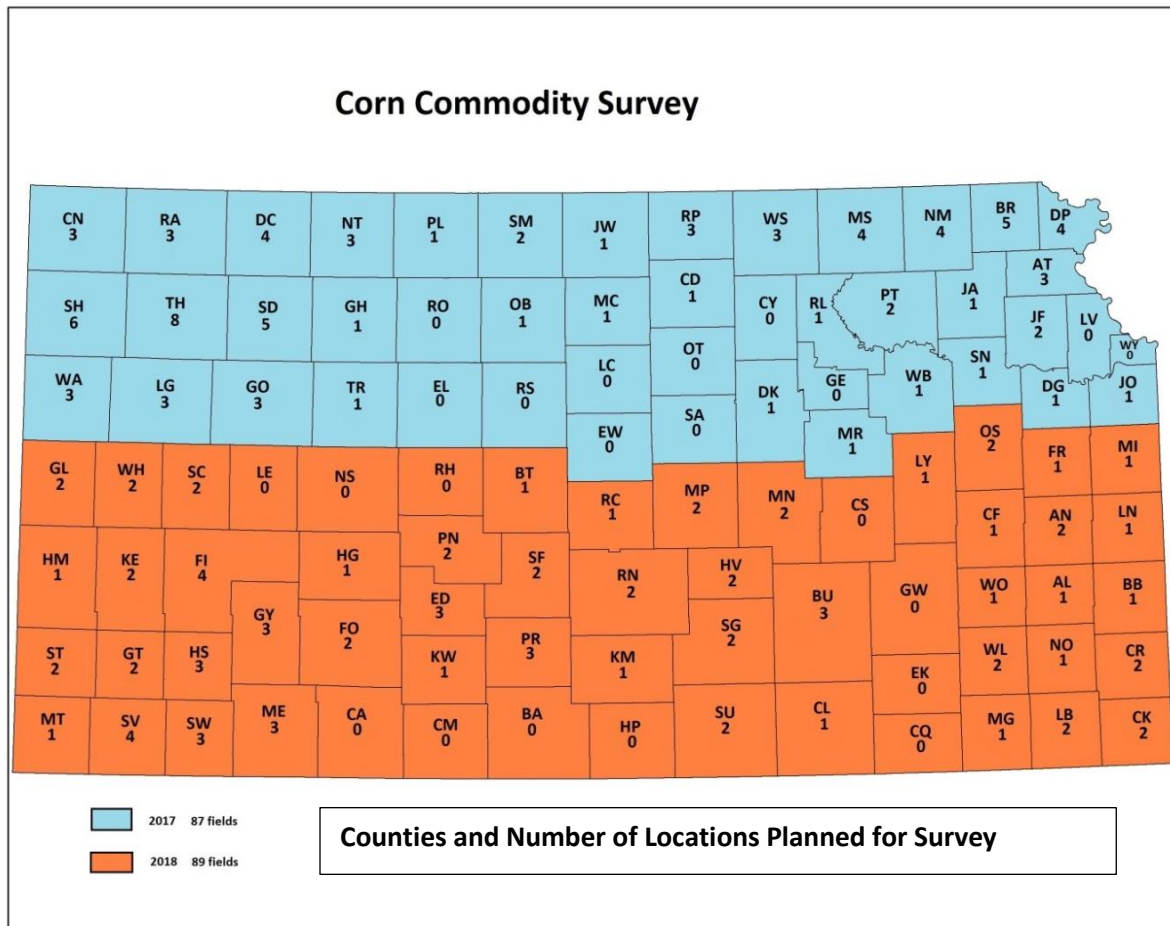 Corn Commodity Survey
CN
3
RA
3
DC
4
NT
3
PL
1
SM
2
JW
1
RP
3
WS
3
MS
4
NM
4
BR
5
DP
4
SH
6
TH
8
SD
5
GH
1
RO
0
OB
1
MC
1
CD
1
CY
0
RL
1
PT
2
JA
1
AT
3
JF
2
LV
0
WY
0
WA
3
LG
3
GO
3
TR
1
EL
0
RS
0
LC
0
EW
0
OT
0
SA
0
DK
1
GE
0
MR
1
WB
1
SN
1
DG
1
JO
1
GL
2
WH
2
SC
2
LE
0
NS
0
RH
0
BT
1
RC
1
MP
2
MN
2
CS
0
LY
1
OS
2
FR
1
MI
1
HM
1
KE
2
FI
4
HG
1
PN
2
SF
2
RN
2
HV
2
CF
1
AN
2
LN
1
GY
3
FO
2
ED
3
PR
3
SG
2
BU
3
GW
0
WO
1
AL
1
BB
1
ST
2
GT
2
HS
3
KW
1
KM
1
EK
0
WL
2
NO
1
CR
2
MT
1
SV
4
SW
3
ME
3
CA
0
CM
0
BA
0
HP
0
SU
2
CL
1
CQ
0
MG
1
LB
2
CK
2
2017 87 fields
2018 89 fields
Counties and Number of Locations Planned for Survey